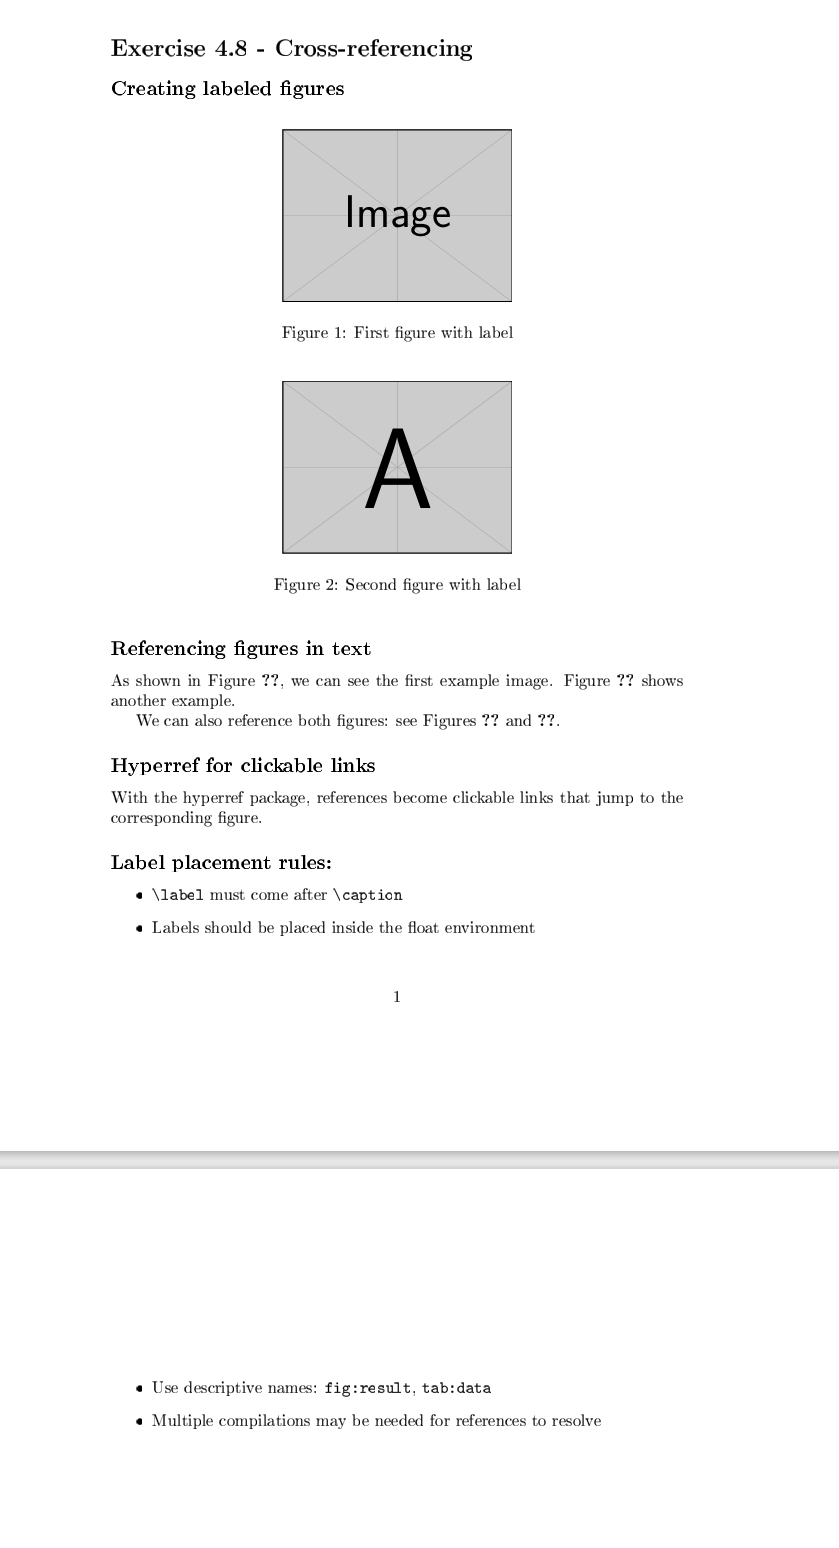 Exercise 4.8 - Cross-referencing
Creating labeled figures
Image
Figure 1: First figure with label
A
Figure 2: Second figure with label
Referencing figures in text
As shown in Figure ??, we can see the first example image. Figure ?? shows
another example.
We can also reference both figures: see Figures ?? and ??.
Hyperref for clickable links
With the hyperref package, references become clickable links that jump to the
corresponding figure.
Label placement rules:
• \label must come after \caption
• Labels should be placed inside the float environment
1
• Use descriptive names: fig:result, tab:data
• Multiple compilations may be needed for references to resolve